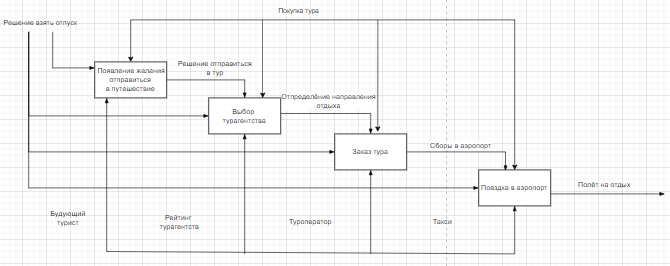 Покупка тура
Решение взять отпуск
Появление желания
отправиться
в путешествие
Решение отправиться
в тур
Выбор
турагентства
Отпределение направления
отдыха
Заказ тура
Сборы в аэропорт
Поездка в аэропорт
Полёт на отдых
Будующий
турист
Рейтинг
турагентств
Туроператор
Такси